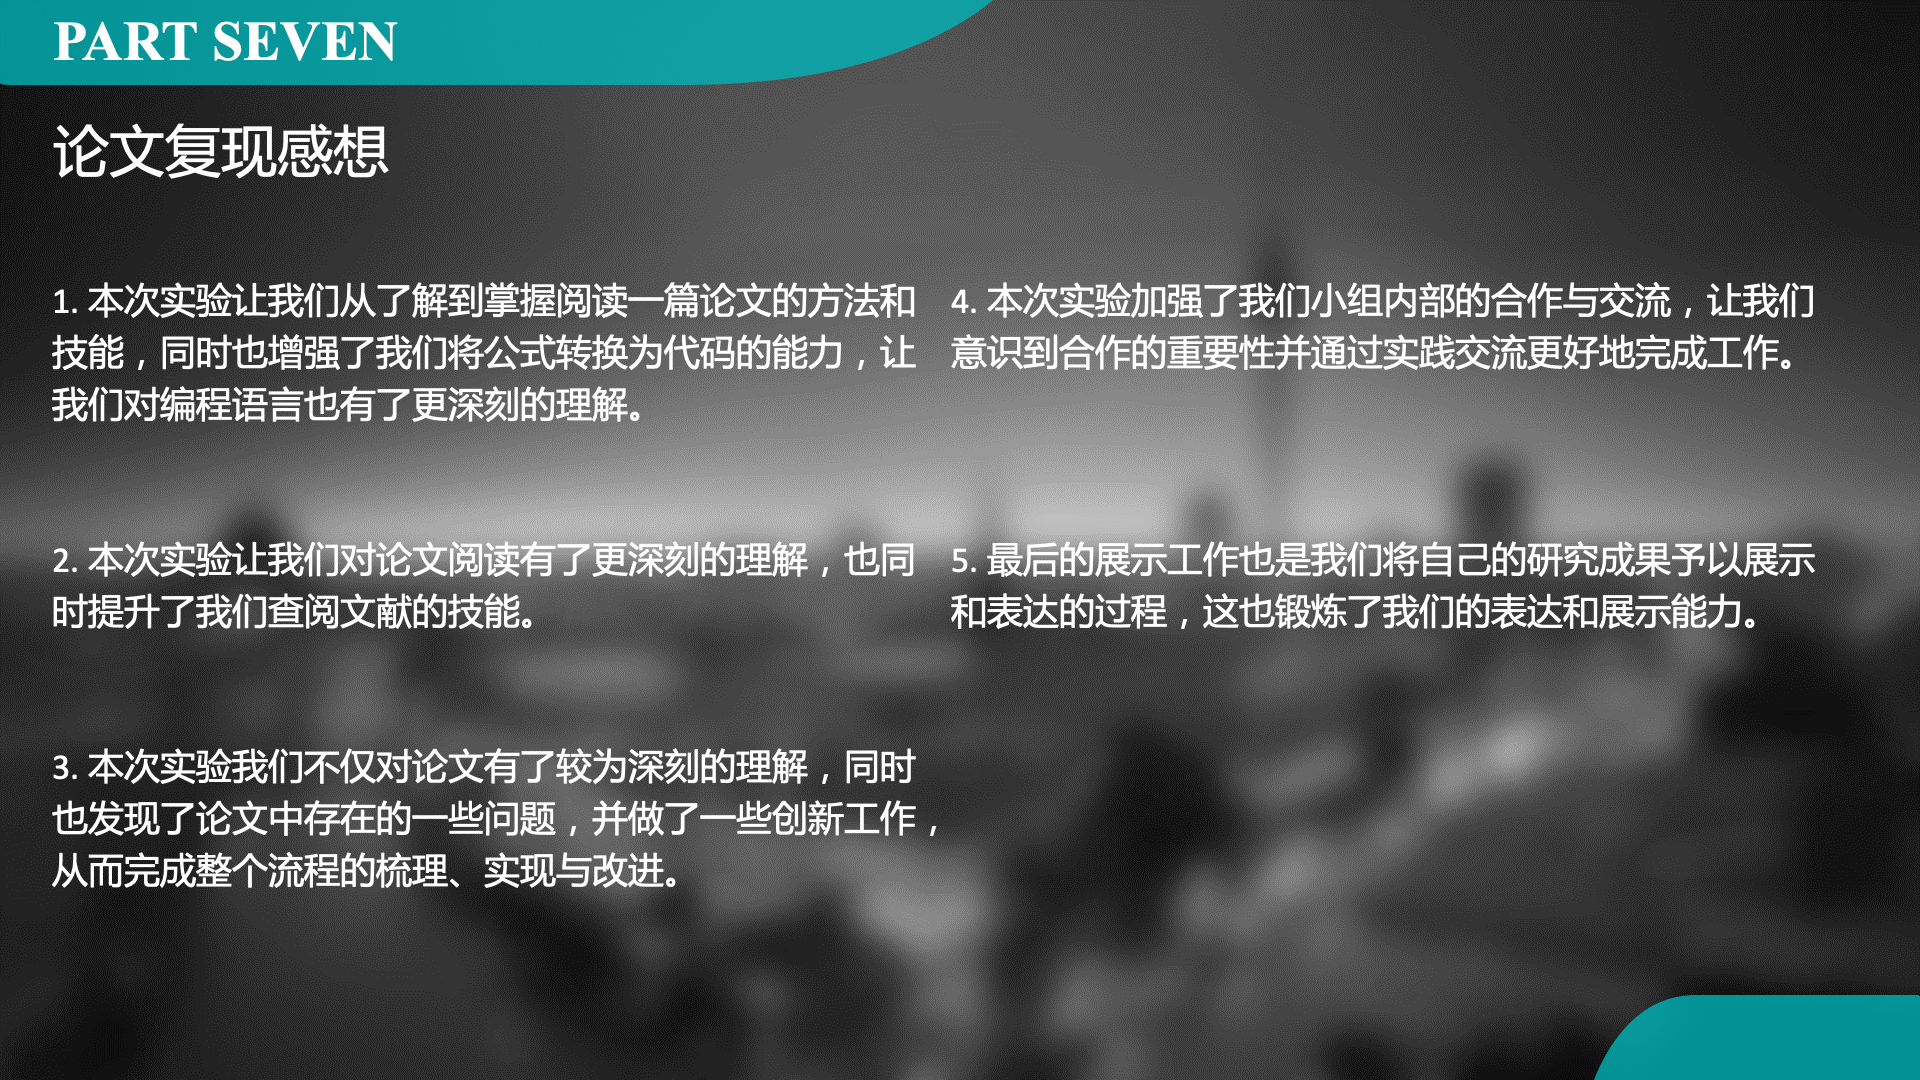 PART SEVEN
论文复现感想
1. 本次实验让我们从了解到掌握阅读一篇论文的方法和
技能，同时也增强了我们将公式转换为代码的能力，让
我们对编程语言也有了更深刻的理解。
2. 本次实验让我们对论文阅读有了更深刻的理解，也同
时提升了我们查阅文献的技能。
3. 本次实验我们不仅对论文有了较为深刻的理解，同时
也发现了论文中存在的一些问题，并做了一些创新工作，
从而完成整个流程的梳理、实现与改进。
4. 本次实验加强了我们小组内部的合作与交流，让我们
意识到合作的重要性并通过实践交流更好地完成工作。
5. 最后的展示工作也是我们将自己的研究成果予以展示
和表达的过程，这也锻炼了我们的表达和展示能力。